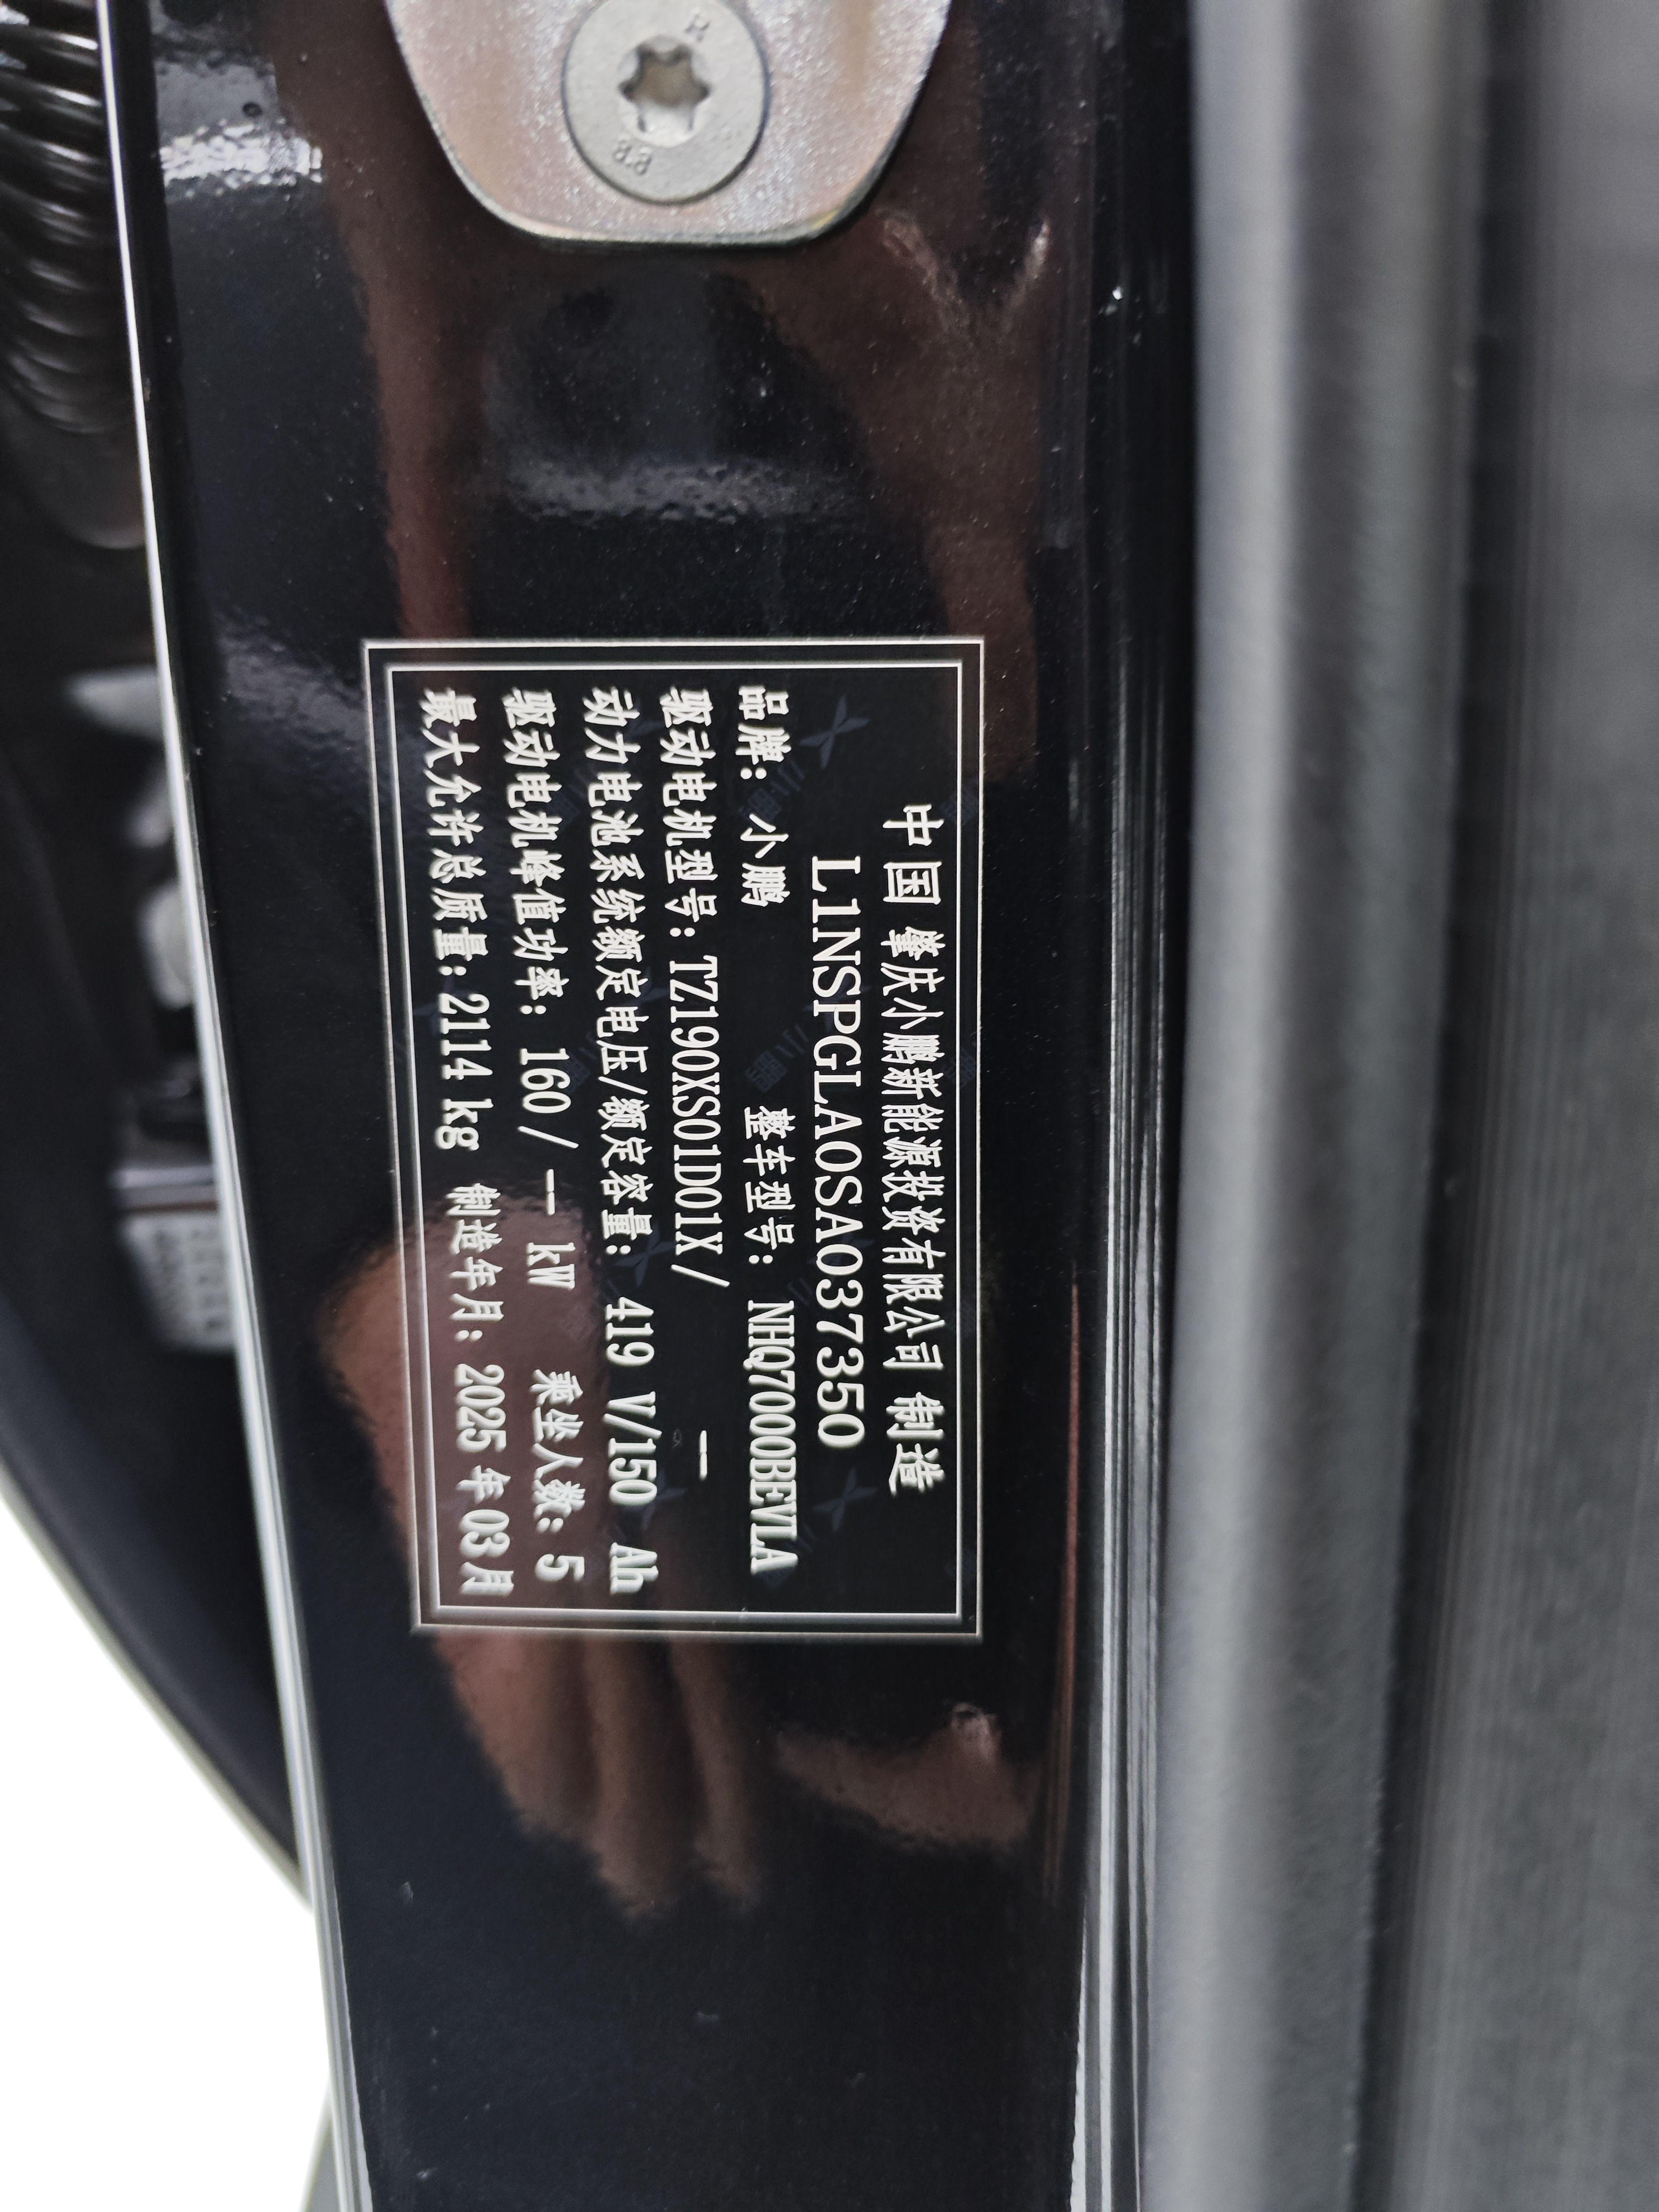 8.8
中国 肇庆小鹏新能源投资有限公司 制造
L1NSPGLA0SA037350
品牌: 小鹏 整车型号: NHQ7000BEVLA
驱动电机型号: TZ190XS01D01X/ --
动力电池系统额定电压/额定容量: 419 V/150 Ah
驱动电机峰值功率: 160 / -- kW 乘坐人数: 5
最大允许总质量: 2114 kg 制造年月: 2025 年 03 月